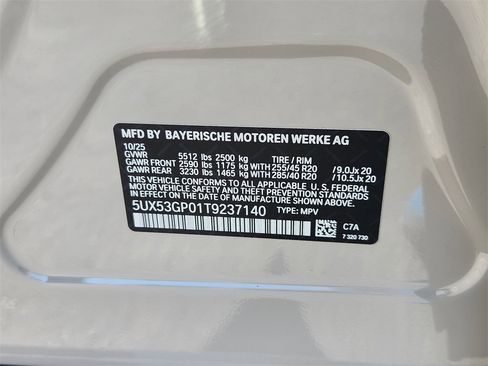 MFD BY BAYERISCHE MOTOREN WERKE AG
10/25
GVWR 5512 lbs 2500 kg TIRE / RIM
GAWR FRONT 2590 lbs 1175 kg WITH 255/45 R20 /9.0Jx 20
GAWR REAR 3230 lbs 1465 kg WITH 285/40 R20 /10.5Jx 20
THIS VEHICLE CONFORMS TO ALL APPLICABLE U.S. FEDERAL
MOTOR VEHICLE SAFETY AND THEFT PREVENTION STANDARDS
IN EFFECT ON THE DATE OF MANUFACTURE SHOWN ABOVE.
5UX53GP01T9237140 TYPE: MPV
C7A
7 320 730